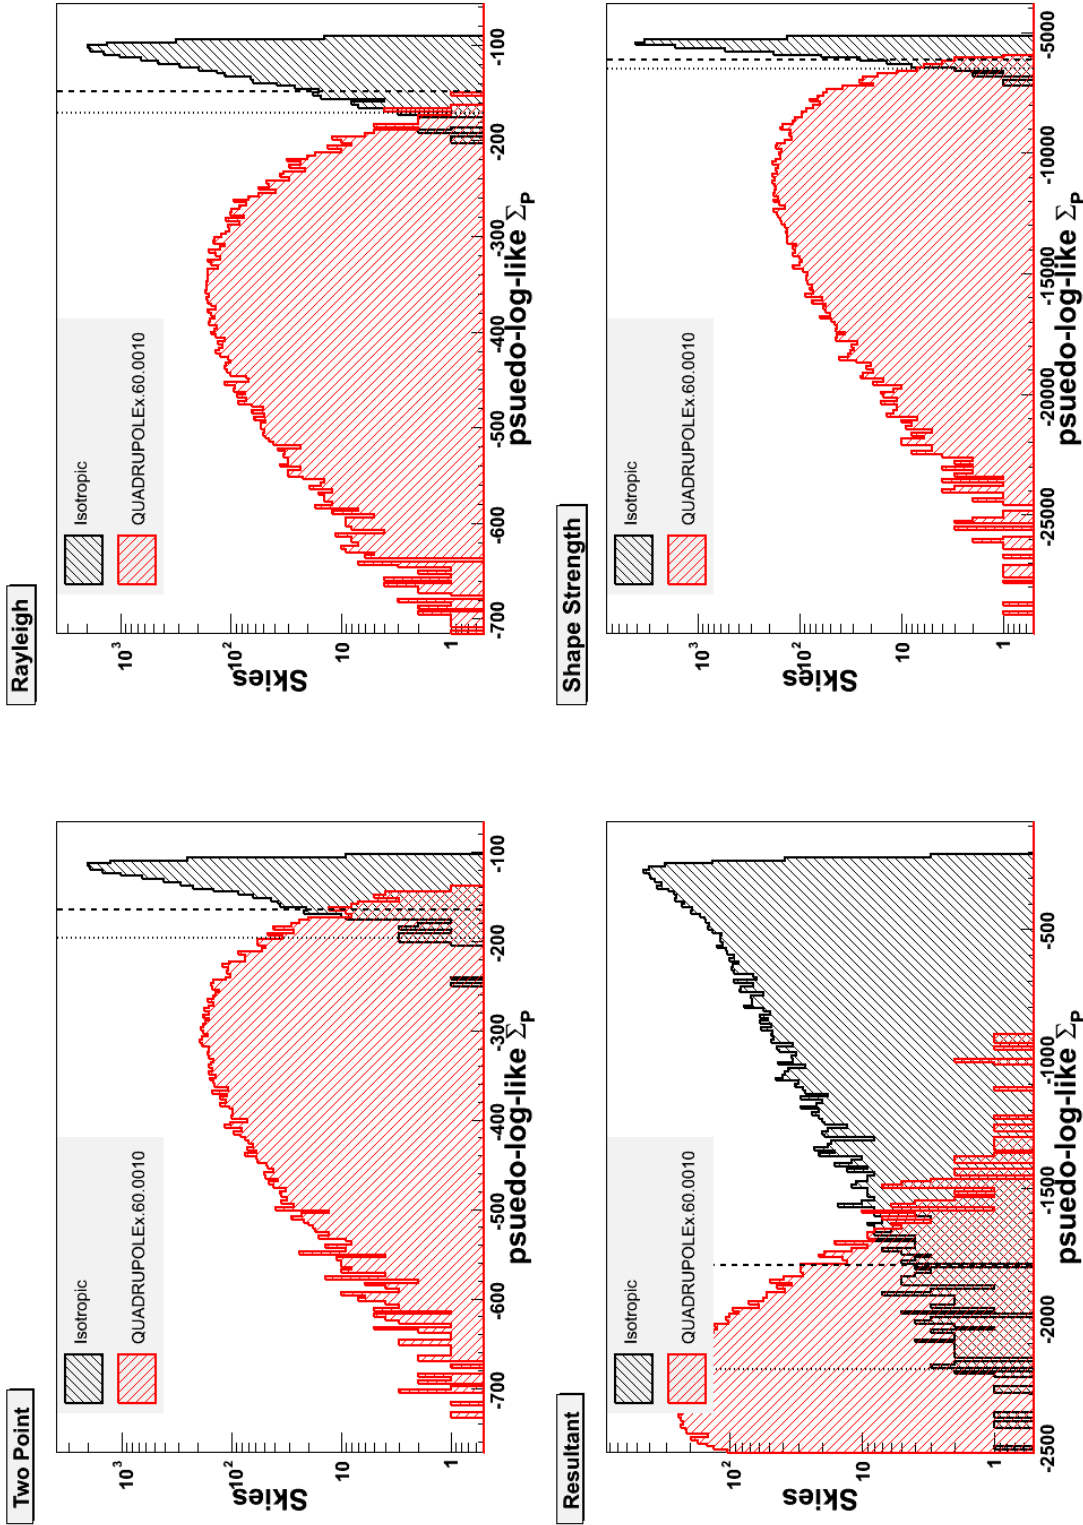 Two Point
Skies
10³
10²
10
1
Isotropic
QUADRUPOLEx.60.0010
-700
-600
-500
-400
-300
-200
-100
psuedo-log-like Σ_P
Rayleigh
Skies
10³
10²
10
1
Isotropic
QUADRUPOLEx.60.0010
-700
-600
-500
-400
-300
-200
-100
psuedo-log-like Σ_P
Resultant
Skies
10²
10
1
Isotropic
QUADRUPOLEx.60.0010
-2500
-2000
-1500
-1000
-500
psuedo-log-like Σ_P
Shape Strength
Skies
10³
10²
10
1
Isotropic
QUADRUPOLEx.60.0010
-25000
-20000
-15000
-10000
-5000
psuedo-log-like Σ_P